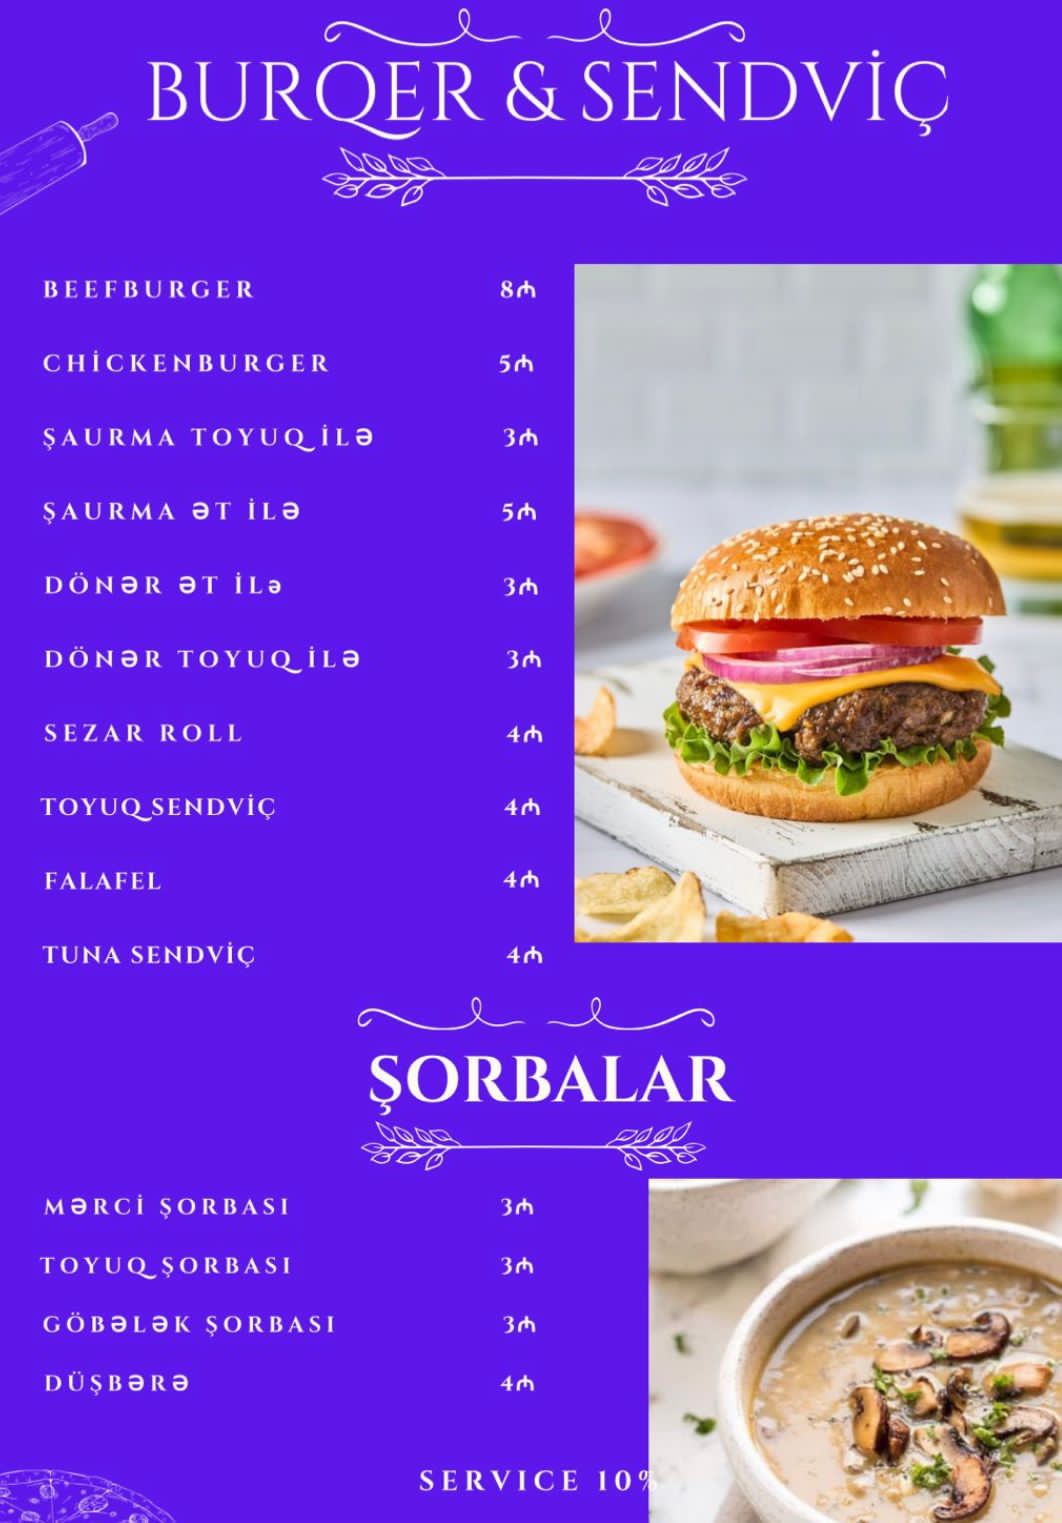 BURQER & SENDVİÇ
BEEFBURGER 8₼
CHİCKENBURGER 5₼
ŞAURMA TOYUQ İLƏ 3₼
ŞAURMA ƏT İLƏ 5₼
DÖNƏR ƏT İLə 3₼
DÖNƏR TOYUQ İLƏ 3₼
SEZAR ROLL 4₼
TOYUQ SENDVİÇ 4₼
FALAFEL 4₼
TUNA SENDVİÇ 4₼
ŞORBALAR
MƏRCİ ŞORBASI 3₼
TOYUQ ŞORBASI 3₼
GÖBƏLƏK ŞORBASI 3₼
DÜŞBƏRƏ 4₼
SERVICE 10%